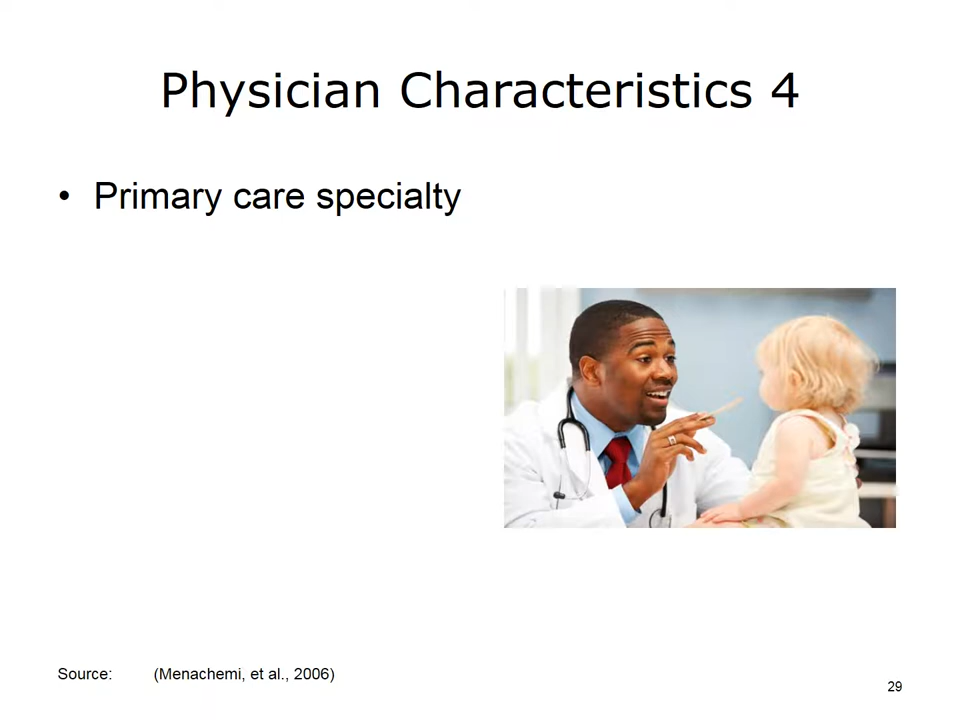 Physician Characteristics 4
• Primary care specialty
Source: (Menachemi, et al., 2006)
29